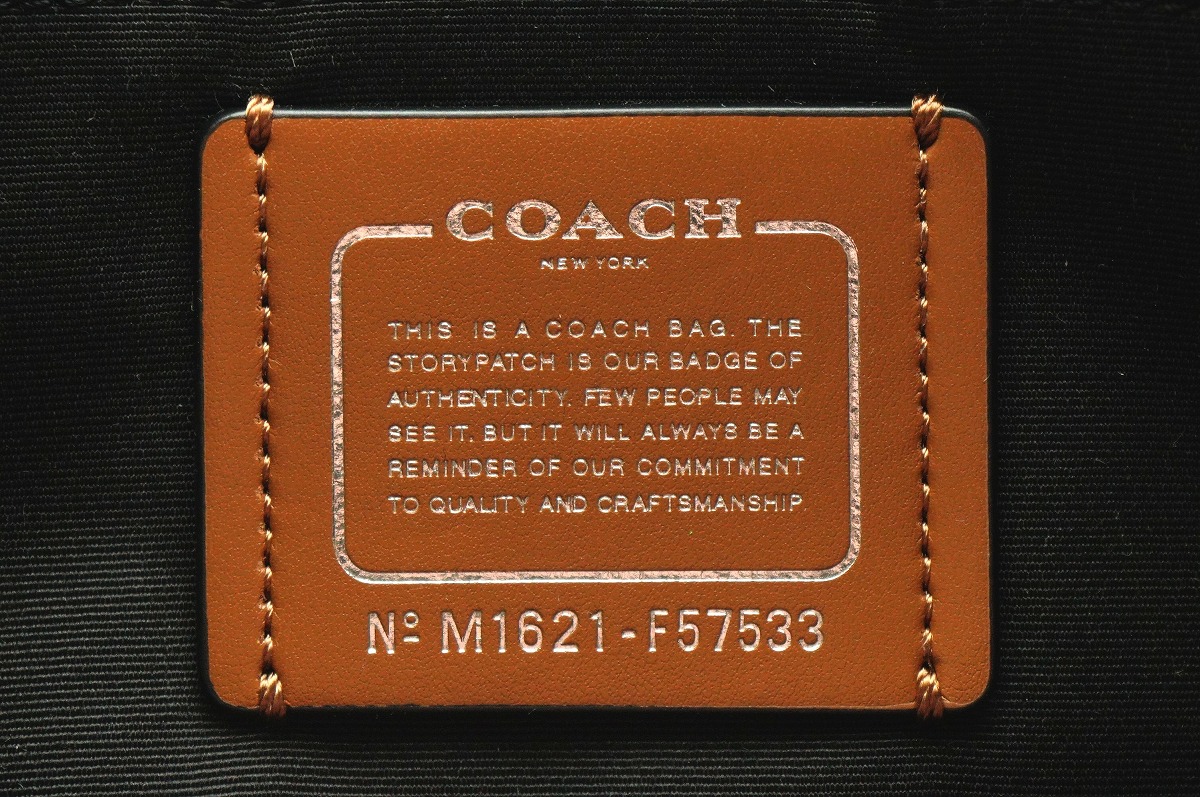 COACH
NEW YORK
THIS IS A COACH BAG. THE
STORYPATCH IS OUR BADGE OF
AUTHENTICITY. FEW PEOPLE MAY
SEE IT. BUT IT WILL ALWAYS BE A
REMINDER OF OUR COMMITMENT
TO QUALITY AND CRAFTSMANSHIP.
Nº M1621-F57533